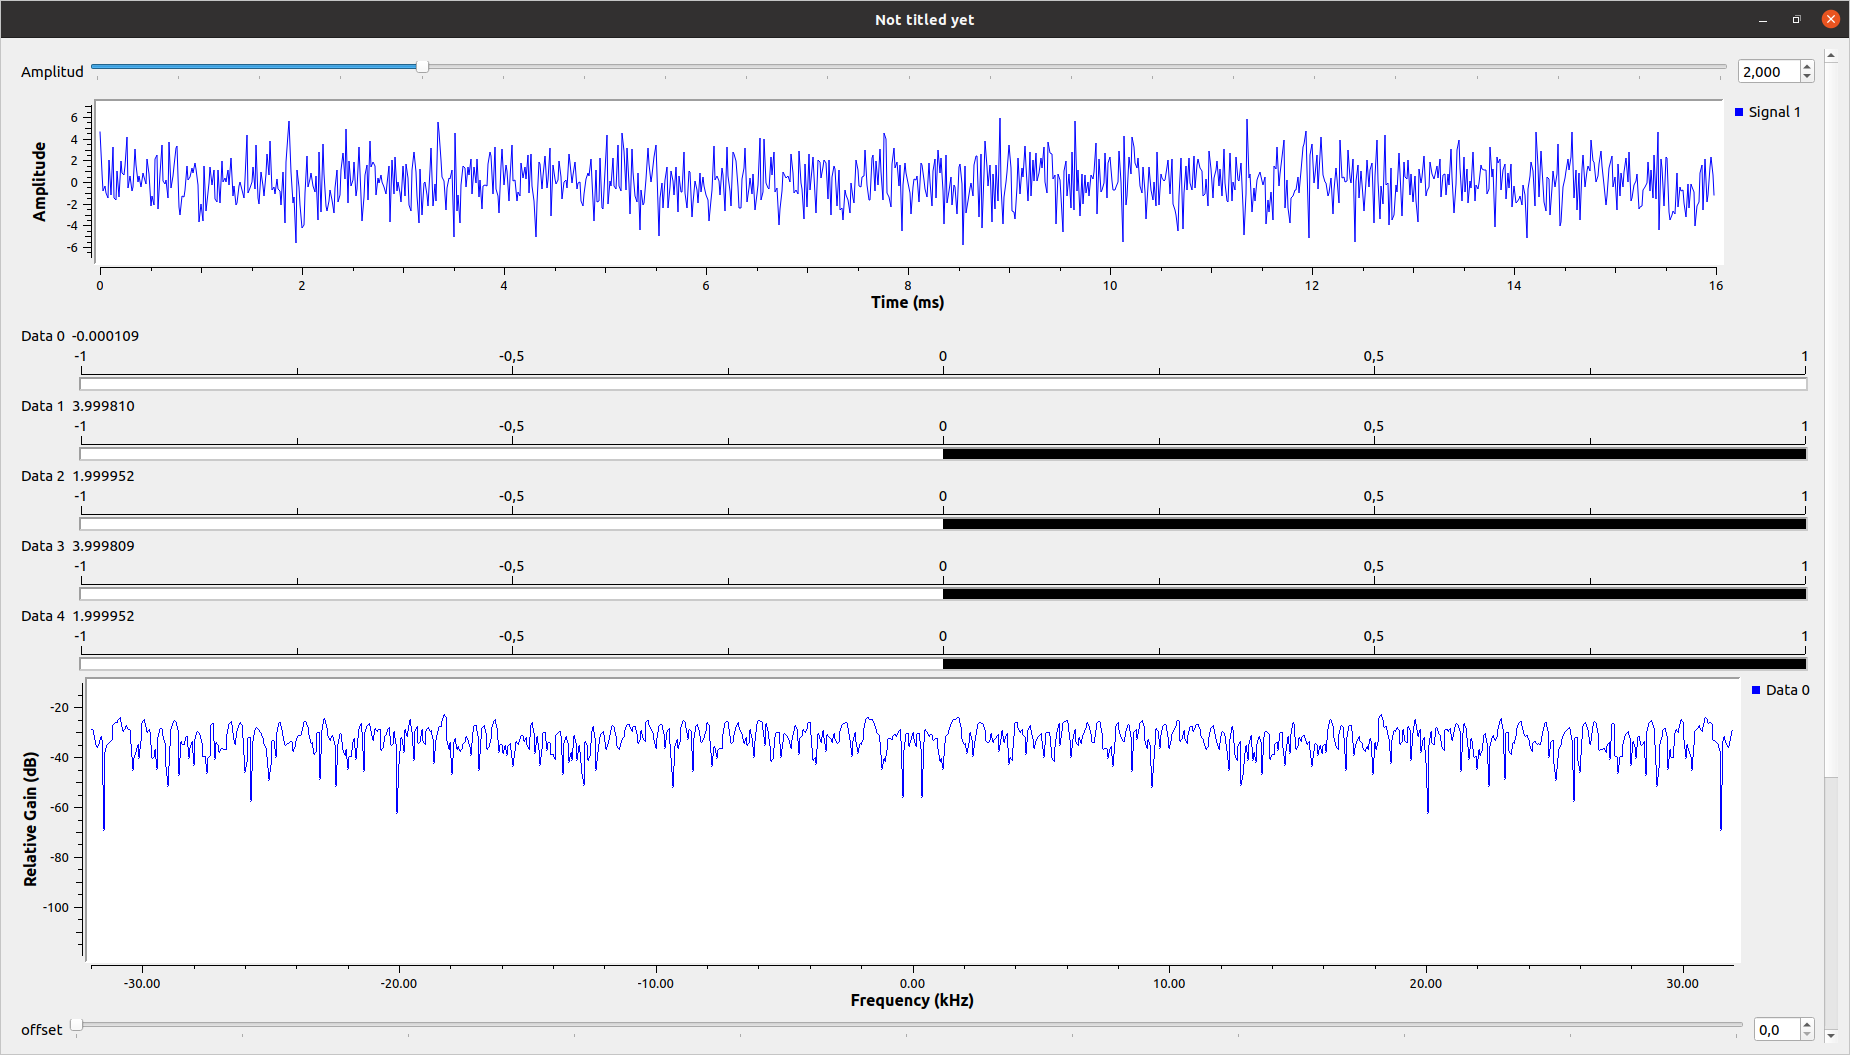 Not titled yet
Amplitud 2,000
Signal 1
Amplitude
6
4
2
0
-2
-4
-6
0 2 4 6 8 10 12 14 16
Time (ms)
Data 0 -0.000109
-1 -0,5 0 0,5 1
Data 1 3.999810
-1 -0,5 0 0,5 1
Data 2 1.999952
-1 -0,5 0 0,5 1
Data 3 3.999809
-1 -0,5 0 0,5 1
Data 4 1.999952
-1 -0,5 0 0,5 1
Data 0
Relative Gain (dB)
-20
-40
-60
-80
-100
-30.00 -20.00 -10.00 0.00 10.00 20.00 30.00
Frequency (kHz)
offset 0,0